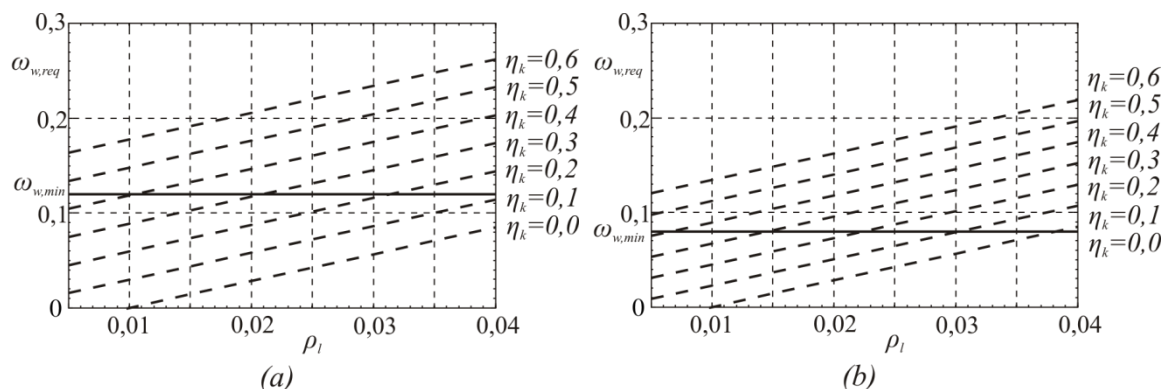 0,3
ω_{w,req}
0,2
ω_{w,min}
0,1
0
0,01 0,02 0,03 0,04
ρ_l
η_k=0,6
η_k=0,5
η_k=0,4
η_k=0,3
η_k=0,2
η_k=0,1
η_k=0,0
(a)
0,3
ω_{w,req}
0,2
0,1
ω_{w,min}
0
0,01 0,02 0,03 0,04
ρ_l
η_k=0,6
η_k=0,5
η_k=0,4
η_k=0,3
η_k=0,2
η_k=0,1
η_k=0,0
(b)